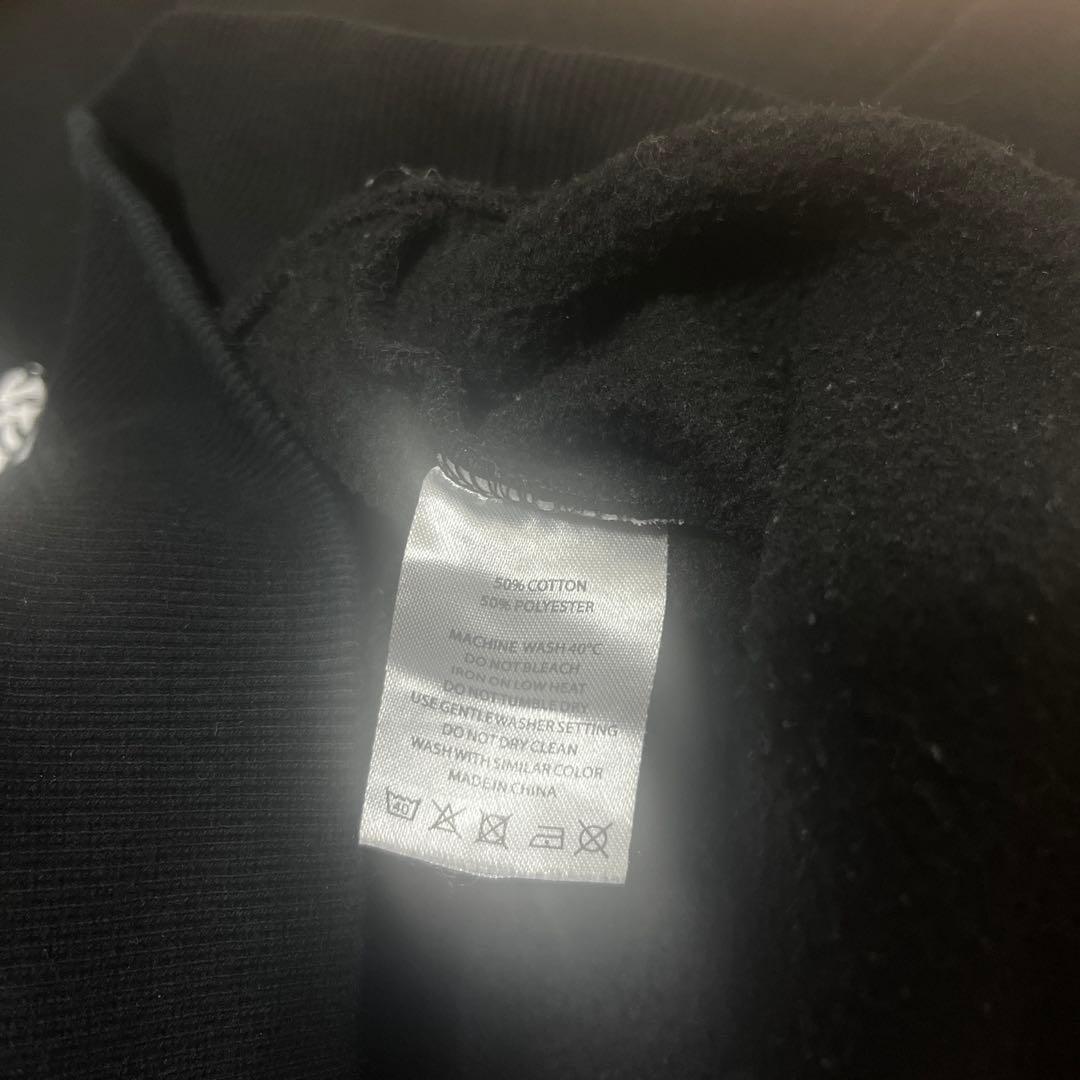 50% COTTON
50% POLYESTER
MACHINE WASH 40°C
DO NOT BLEACH
IRON ON LOW HEAT
DO NOT TUMBLE DRY
USE GENTLE WASHER SETTING
DO NOT DRY CLEAN
WASH WITH SIMILAR COLOR
MADE IN CHINA
40